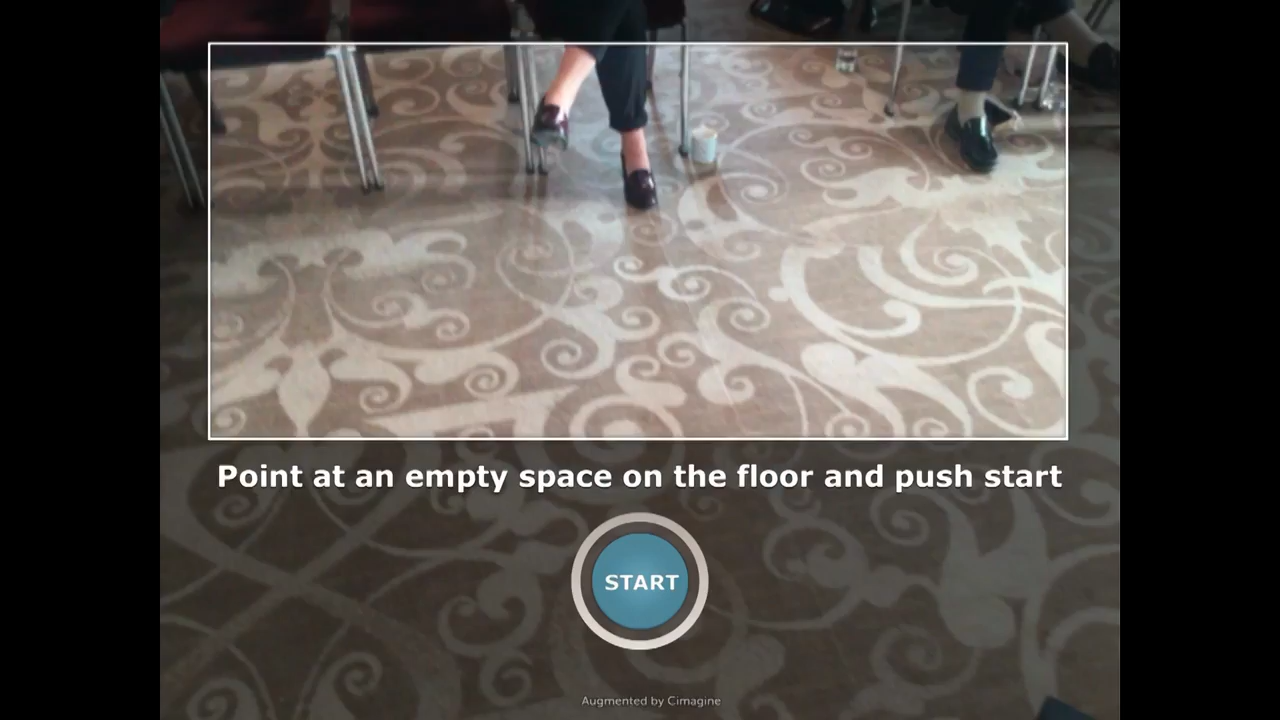 Point at an empty space on the floor and push start
START
Augmented by Cimagine